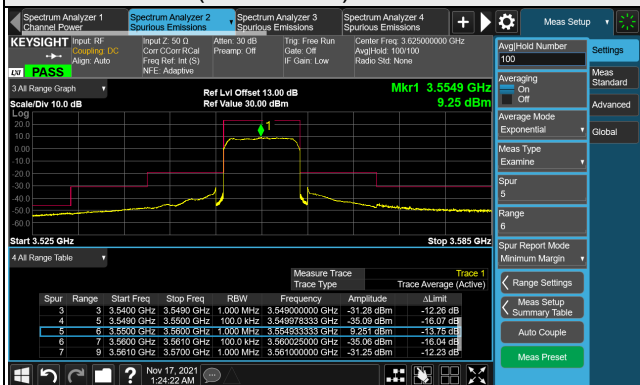 Spectrum Analyzer 1
Channel Power
Spectrum Analyzer 2
Spurious Emissions
Spectrum Analyzer 3
Spurious Emissions
Spectrum Analyzer 4
Spurious Emissions
Meas Setup
KEYSIGHT
Input: RF
Coupling: DC
Align: Auto
Input Z: 50 Ω
Corr CCorr RCal
Freq Ref: Int (S)
NFE: Adaptive
Atten: 30 dB
Preamp: Off
Trig: Free Run
Gate: Off
IF Gain: Low
Center Freq: 3.625000000 GHz
Avg|Hold: 100/100
Radio Std: None
LXI PASS
3 All Range Graph
Scale/Div 10.0 dB
Ref Lvl Offset 13.00 dB
Ref Value 30.00 dBm
Mkr1 3.5549 GHz
9.25 dBm
Log
20.0
10.0
0.00
-10.0
-20.0
-30.0
-40.0
-50.0
-60.0
1
Start 3.525 GHz
Stop 3.585 GHz
4 All Range Table
Measure Trace Trace 1
Trace Type Trace Average (Active)
Spur Range Start Freq Stop Freq RBW Frequency Amplitude ΔLimit
3 3 3.5400 GHz 3.5490 GHz 1.000 MHz 3.549000000 GHz -31.28 dBm -12.26 dB
4 5 3.5490 GHz 3.5500 GHz 100.0 kHz 3.549978333 GHz -35.09 dBm -16.07 dB
5 6 3.5500 GHz 3.5600 GHz 1.000 MHz 3.554933333 GHz 9.251 dBm -13.75 dB
6 7 3.5600 GHz 3.5610 GHz 100.0 kHz 3.560025000 GHz -35.06 dBm -16.04 dB
7 9 3.5610 GHz 3.5700 GHz 1.000 MHz 3.561000000 GHz -31.25 dBm -12.23 dB
Nov 17, 2021
1:24:22 AM
Avg|Hold Number
100
Averaging
On
Off
Average Mode
Exponential
Meas Type
Examine
Spur
5
Range
6
Spur Report Mode
Minimum Margin
Range Settings
Meas Setup
Summary Table
Auto Couple
Meas Preset
Settings
Meas
Standard
Advanced
Global